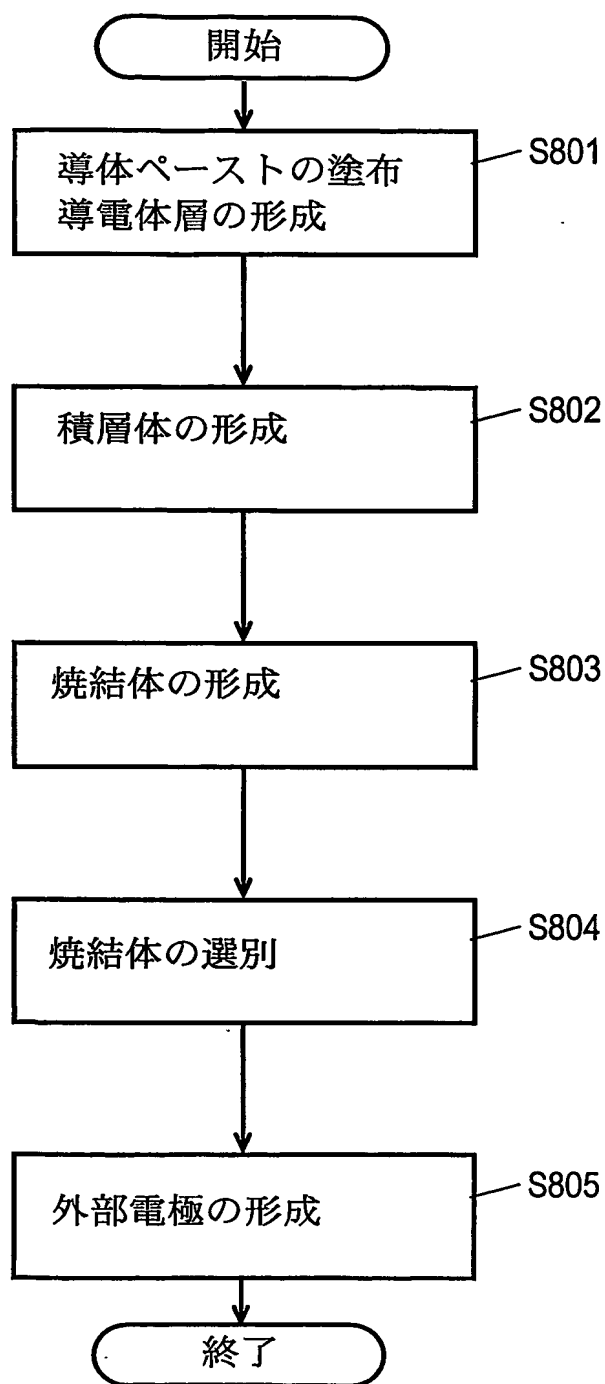 開始
導体ペーストの塗布
導電体層の形成
S801
積層体の形成
S802
焼結体の形成
S803
焼結体の選別
S804
外部電極の形成
S805
終了